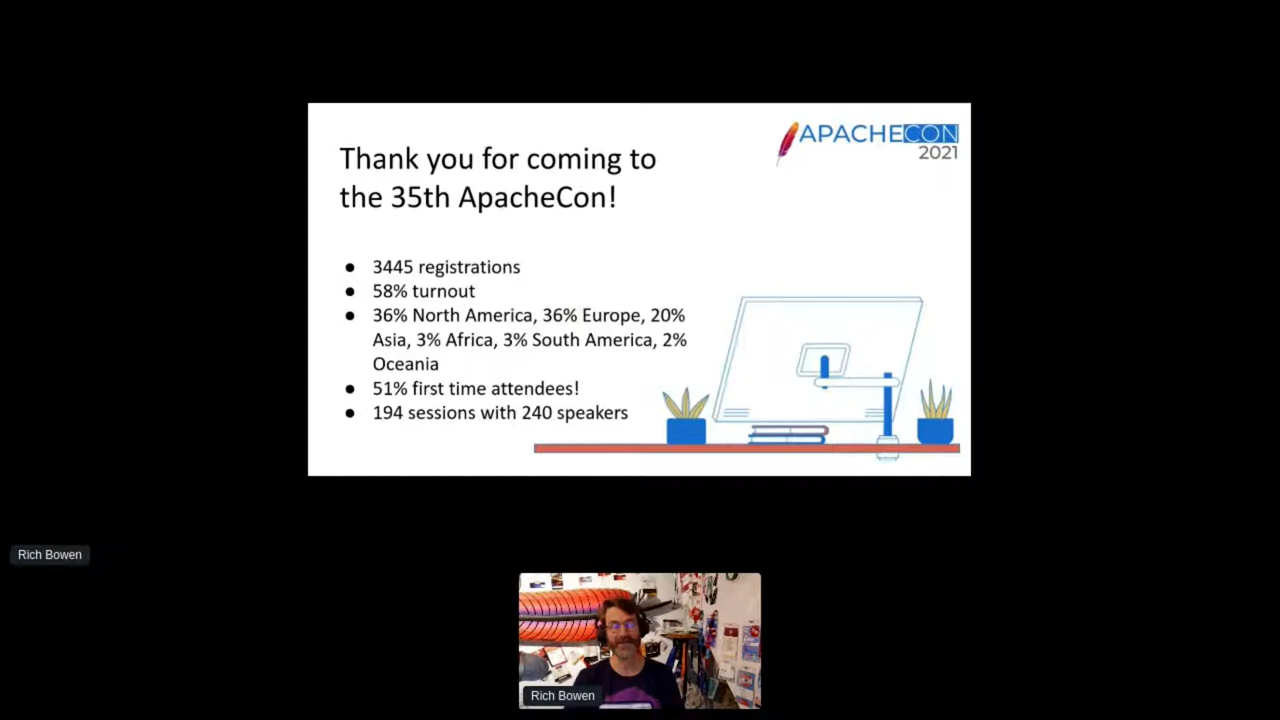 APACHECON
2021
Thank you for coming to
the 35th ApacheCon!
● 3445 registrations
● 58% turnout
● 36% North America, 36% Europe, 20%
Asia, 3% Africa, 3% South America, 2%
Oceania
● 51% first time attendees!
● 194 sessions with 240 speakers
Rich Bowen
Rich Bowen